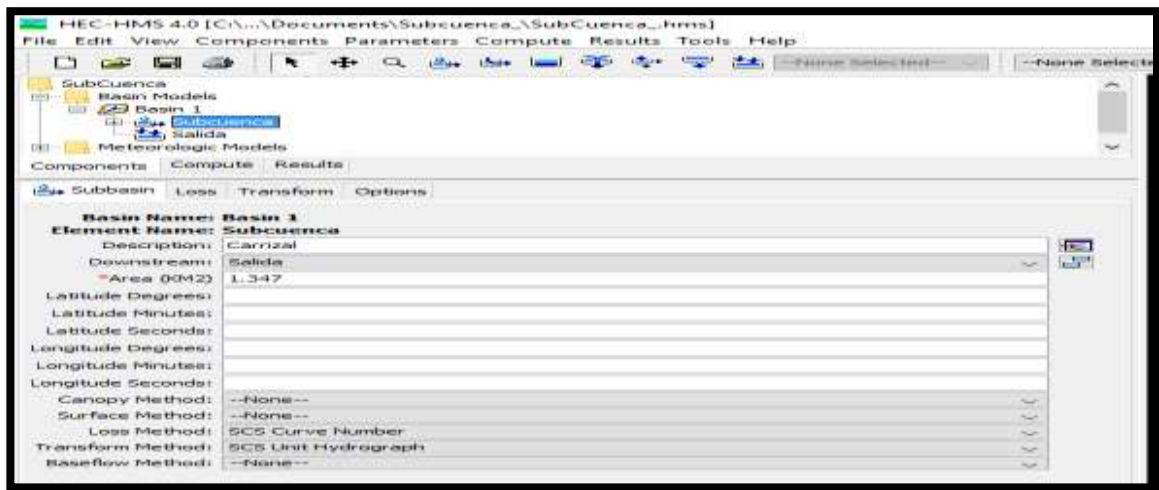 HEC-HMS 4.0 [C:\...\Documents\Subcuenca_\SubCuenca_.hms]
File Edit View Components Parameters Compute Results Tools Help
--None Selected-- --None Selecte
SubCuenca
Basin Models
Basin 1
Subcuenca
Salida
Meteorologic Models
Components Compute Results
Subbasin Loss Transform Options
Basin Name: Basin 1
Element Name: Subcuenca
Description: Carrizal
Downstream: Salida
*Area (KM2) 1.347
Latitude Degrees:
Latitude Minutes:
Latitude Seconds:
Longitude Degrees:
Longitude Minutes:
Longitude Seconds:
Canopy Method: --None--
Surface Method: --None--
Loss Method: SCS Curve Number
Transform Method: SCS Unit Hydrograph
Baseflow Method: --None--